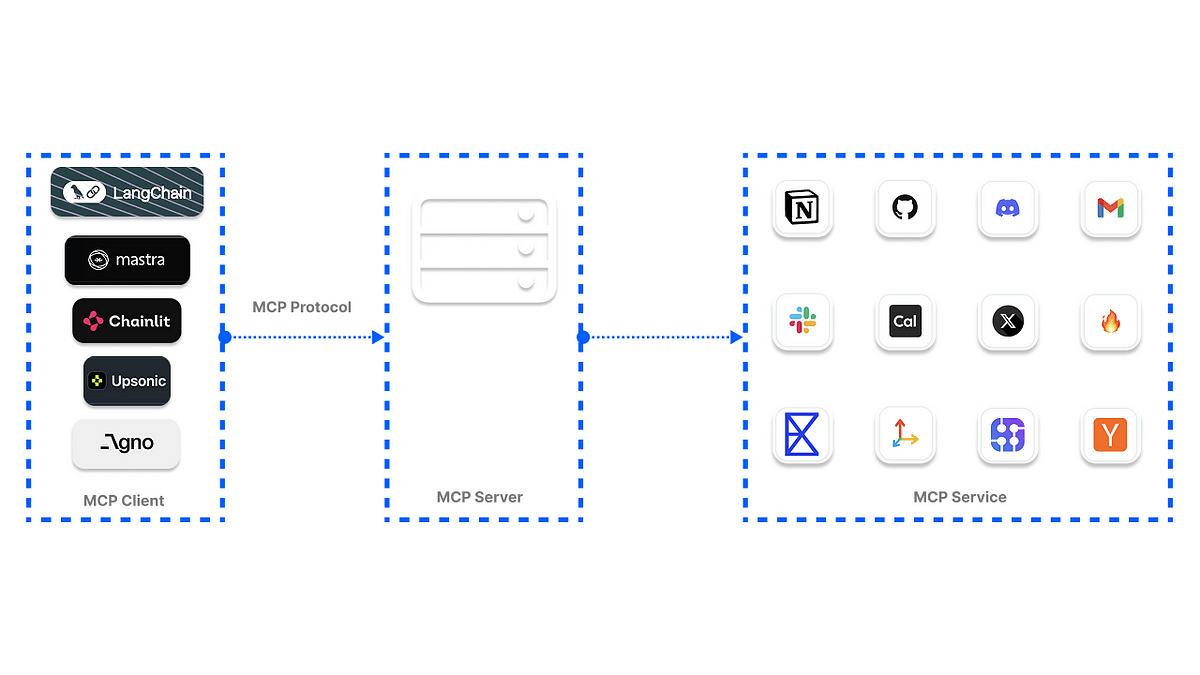 LangChain
mastra
Chainlit
Upsonic
Agno
MCP Client
MCP Protocol
MCP Server
N
Cal
X
Y
MCP Service